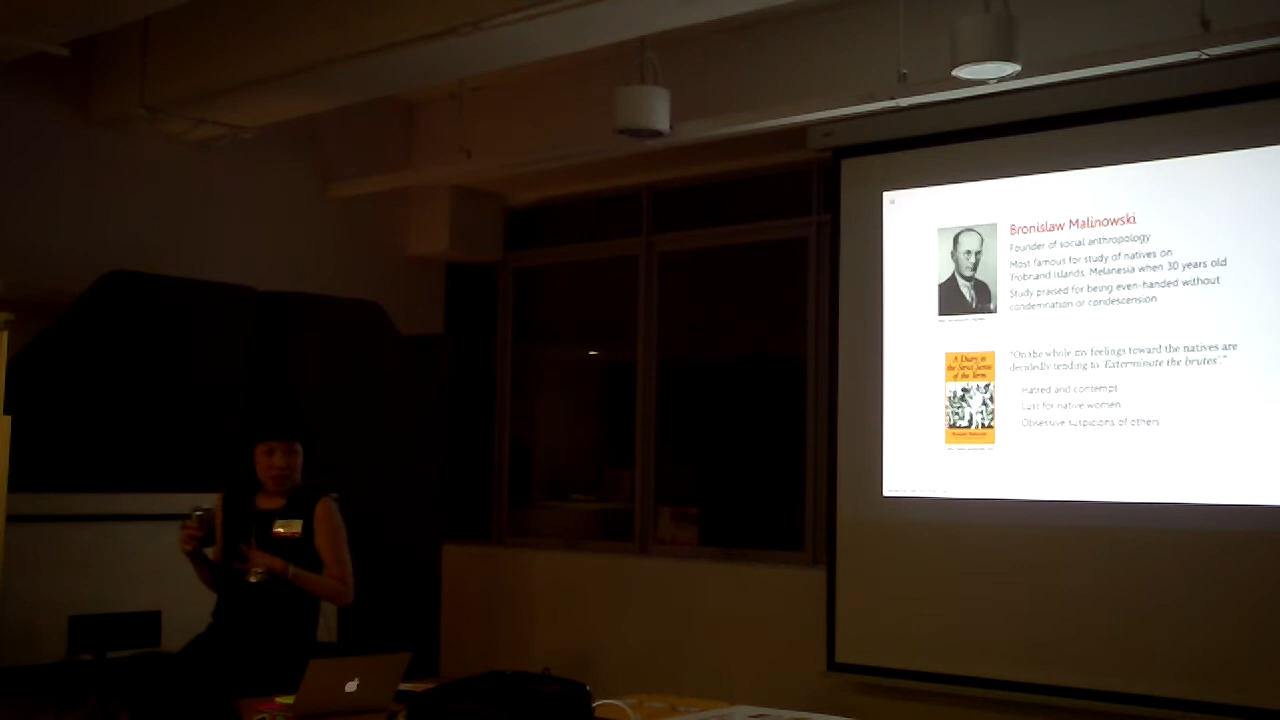 Bronislaw Malinowski
Founder of social anthropology
Most famous for study of natives on
Trobriand Islands, Melanesia when 30 years old
Study praised for being even-handed without
condemnation or condescension
A Diary in
the Strict Sense
of the Term
"On the whole my feelings toward the natives are
decidedly tending to 'Exterminate the brutes'."
Hatred and contempt
Lust for native women
Obsessive suspicions of others